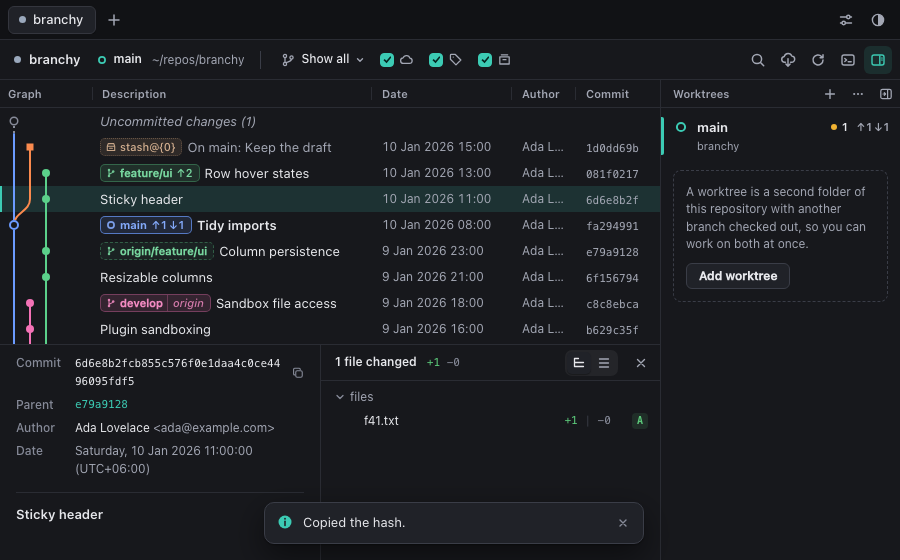 branchy
branchy main ~/repos/branchy Show all
Graph Description Date Author Commit
Uncommitted changes (1)
stash@{0} On main: Keep the draft 10 Jan 2026 15:00 Ada L... 1d0dd69b
feature/ui ↑2 Row hover states 10 Jan 2026 13:00 Ada L... 081f0217
Sticky header 10 Jan 2026 11:00 Ada L... 6d6e8b2f
main ↑1↓1 Tidy imports 10 Jan 2026 08:00 Ada L... fa294991
origin/feature/ui Column persistence 9 Jan 2026 23:00 Ada L... e79a9128
Resizable columns 9 Jan 2026 21:00 Ada L... 6f156794
develop origin Sandbox file access 9 Jan 2026 18:00 Ada L... c8c8ebca
Plugin sandboxing 9 Jan 2026 16:00 Ada L... b629c35f
Worktrees
main 1 ↑1↓1
branchy
A worktree is a second folder of
this repository with another
branch checked out, so you can
work on both at once.
Add worktree
Commit 6d6e8b2fcb855c576f0e1daa4c0ce44
96095fdf5
Parent e79a9128
Author Ada Lovelace <ada@example.com>
Date Saturday, 10 Jan 2026 11:00:00
(UTC+06:00)
Sticky header
1 file changed +1 −0
files
f41.txt +1 −0 A
Copied the hash.